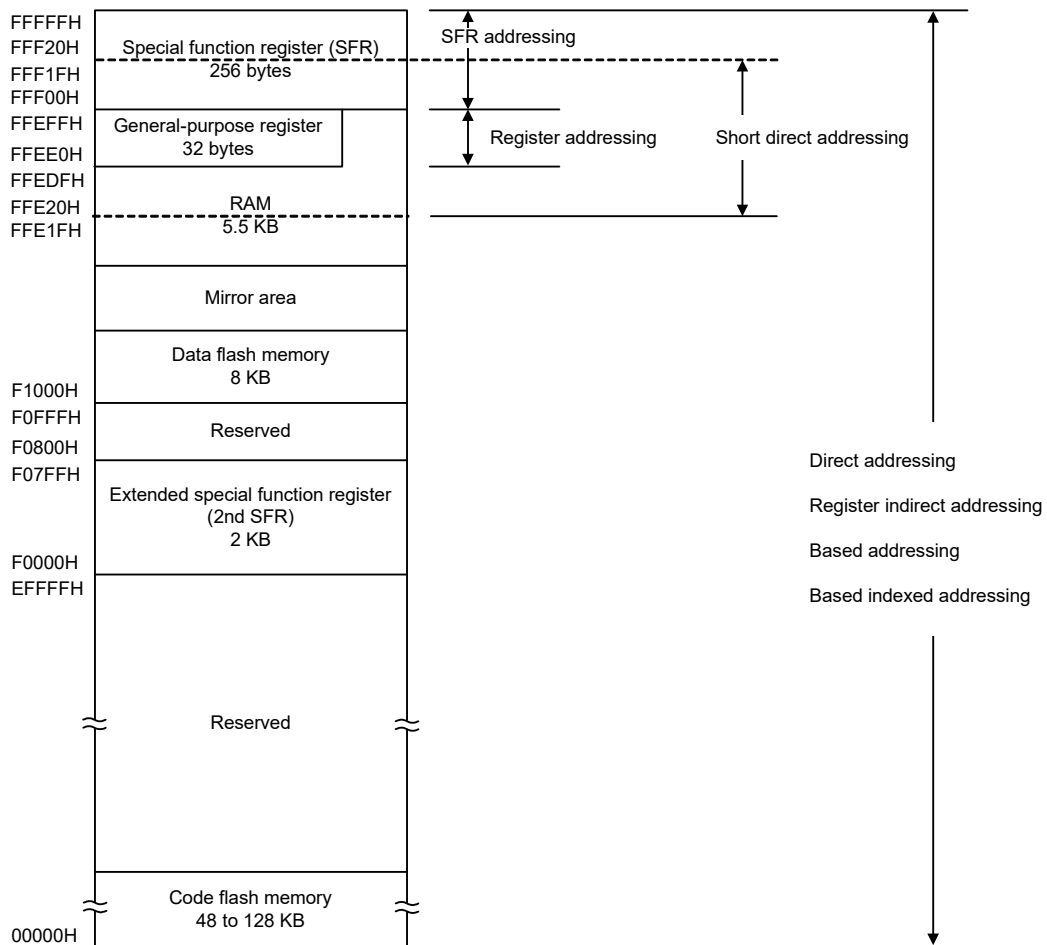 FFFFFH
FFF20H
FFF1FH
FFF00H
FFEFFH
FFEE0H
FFEDFH
FFE20H
FFE1FH
F1000H
F0FFFH
F0800H
F07FFH
F0000H
EFFFFH
00000H
Special function register (SFR)
256 bytes
General-purpose register
32 bytes
RAM
5.5 KB
Mirror area
Data flash memory
8 KB
Reserved
Extended special function register
(2nd SFR)
2 KB
Reserved
Code flash memory
48 to 128 KB
SFR addressing
Register addressing
Short direct addressing
Direct addressing
Register indirect addressing
Based addressing
Based indexed addressing